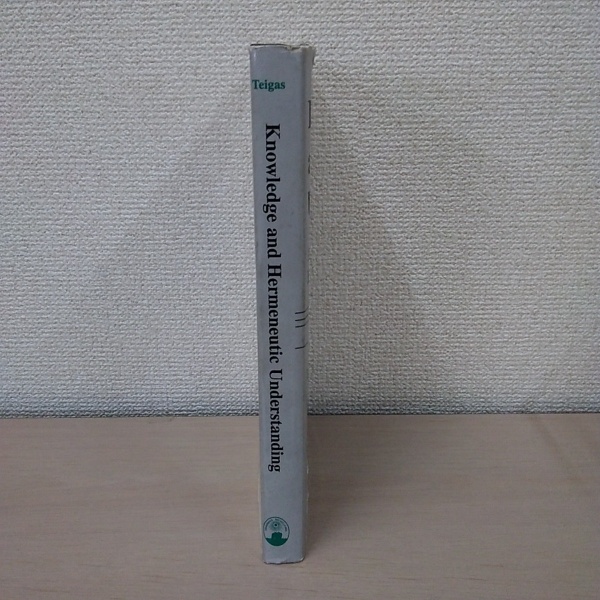 Teigas
Knowledge and Hermeneutic Understanding